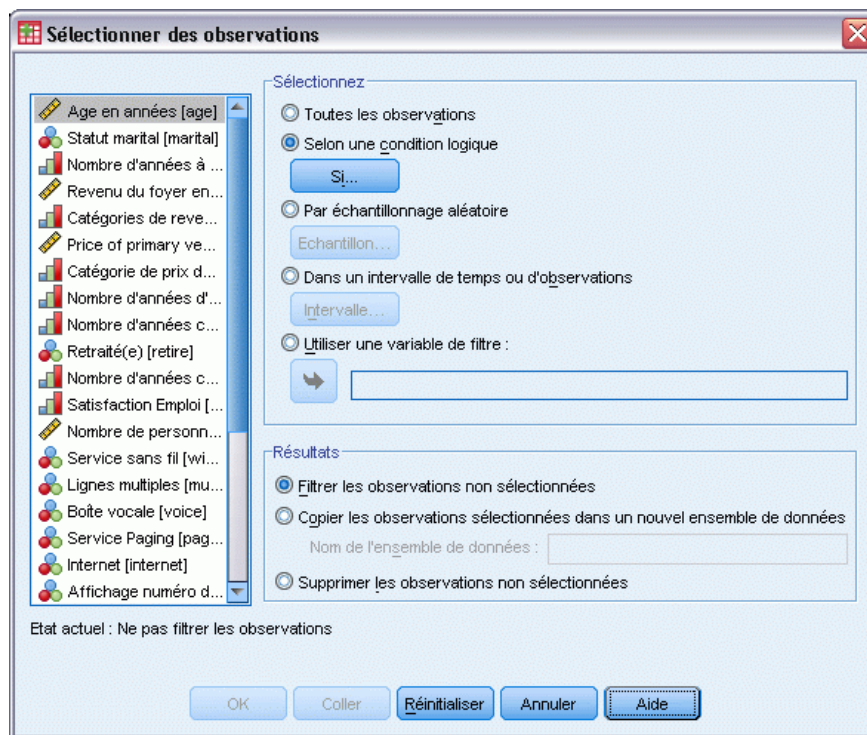 Sélectionner des observations
Age en années [age]
Statut marital [marital]
Nombre d'années à ...
Revenu du foyer en...
Catégories de reve...
Price of primary ve...
Catégorie de prix d...
Nombre d'années d'...
Nombre d'années c...
Retraité(e) [retire]
Nombre d'années c...
Satisfaction Emploi [...
Nombre de personn...
Service sans fil [wi...
Lignes multiples [mu...
Boîte vocale [voice]
Service Paging [pag...
Internet [internet]
Affichage numéro d...
Sélectionnez
Toutes les observations
Selon une condition logique
Si...
Par échantillonnage aléatoire
Echantillon...
Dans un intervalle de temps ou d'observations
Intervalle...
Utiliser une variable de filtre :
Résultats
Filtrer les observations non sélectionnées
Copier les observations sélectionnées dans un nouvel ensemble de données
Nom de l'ensemble de données :
Supprimer les observations non sélectionnées
Etat actuel : Ne pas filtrer les observations
OK Coller Réinitialiser Annuler Aide